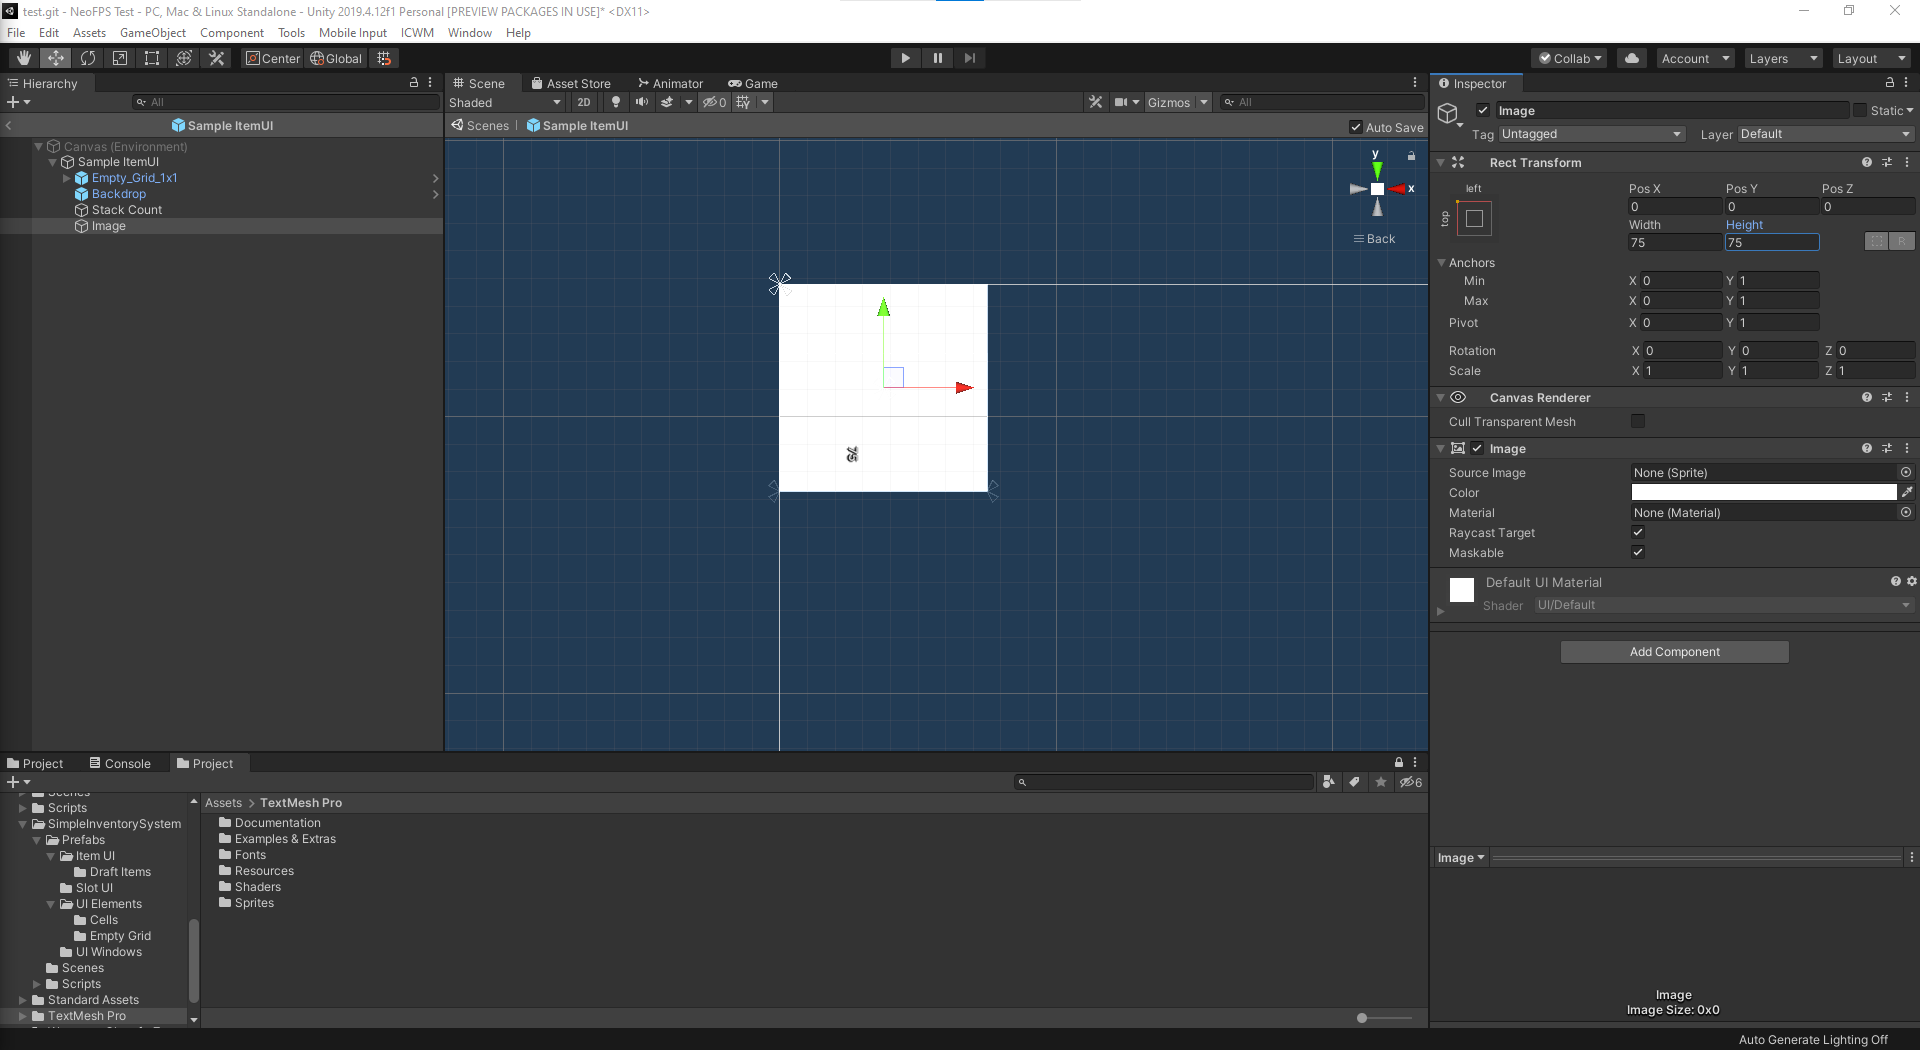 test.git - NeoFPS Test - PC, Mac & Linux Standalone - Unity 2019.4.12f1 Personal [PREVIEW PACKAGES IN USE]* <DX11>
File Edit Assets GameObject Component Tools Mobile Input ICWM Window Help
Center Global Collab Account Layers Layout
Hierarchy
All
Sample ItemUI
Canvas (Environment)
Sample ItemUI
Empty_Grid_1x1
Backdrop
Stack Count
Image
Scene Asset Store Animator Game
Shaded 2D 0 Gizmos All
Scenes Sample ItemUI Auto Save
y
x
Back
75
Inspector
Image Static
Tag Untagged Layer Default
Rect Transform
left
top
Pos X Pos Y Pos Z
0 0 0
Width Height
75 75 R
Anchors
Min X 0 Y 1
Max X 0 Y 1
Pivot X 0 Y 1
Rotation X 0 Y 0 Z 0
Scale X 1 Y 1 Z 1
Canvas Renderer
Cull Transparent Mesh
Image
Source Image None (Sprite)
Color
Material None (Material)
Raycast Target
Maskable
Default UI Material
Shader UI/Default
Add Component
Image
Image
Image Size: 0x0
Project Console Project
6
Scenes
Scripts
SimpleInventorySystem
Prefabs
Item UI
Draft Items
Slot UI
UI Elements
Cells
Empty Grid
UI Windows
Scenes
Scripts
Standard Assets
TextMesh Pro
Assets > TextMesh Pro
Documentation
Examples & Extras
Fonts
Resources
Shaders
Sprites
Auto Generate Lighting Off